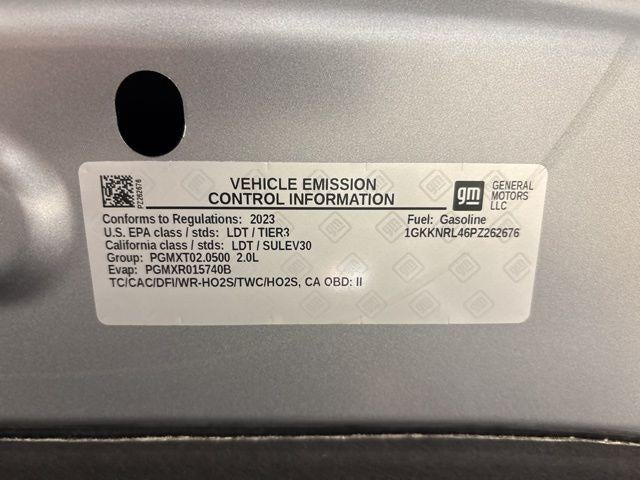 PZ262676
VEHICLE EMISSION
CONTROL INFORMATION
gm
GENERAL
MOTORS
LLC
Conforms to Regulations: 2023
Fuel: Gasoline
U.S. EPA class / stds: LDT / TIER3
1GKKNRL46PZ262676
California class / stds: LDT / SULEV30
Group: PGMXT02.0500 2.0L
Evap: PGMXR015740B
TC/CAC/DFI/WR-HO2S/TWC/HO2S, CA OBD: II